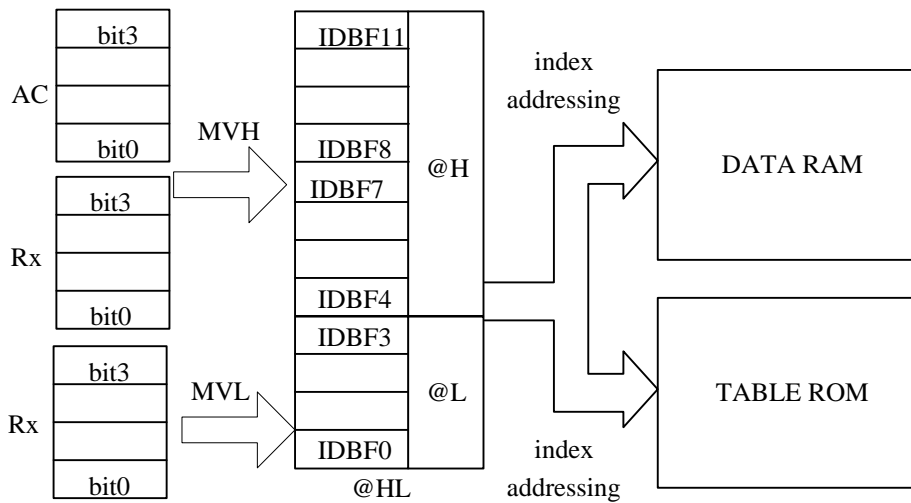 bit3
AC
bit0
bit3
Rx
bit0
bit3
Rx
bit0
MVH
MVL
IDBF11
IDBF8
IDBF7
IDBF4
IDBF3
IDBF0
@H
@L
@HL
index
addressing
DATA RAM
TABLE ROM
index
addressing